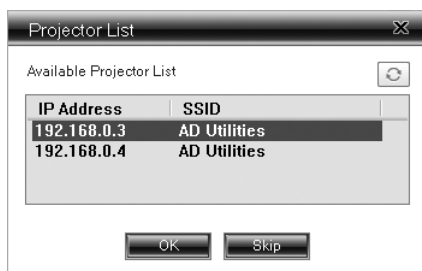 Projector List
Available Projector List
IP Address SSID
192.168.0.3 AD Utilities
192.168.0.4 AD Utilities
OK Skip